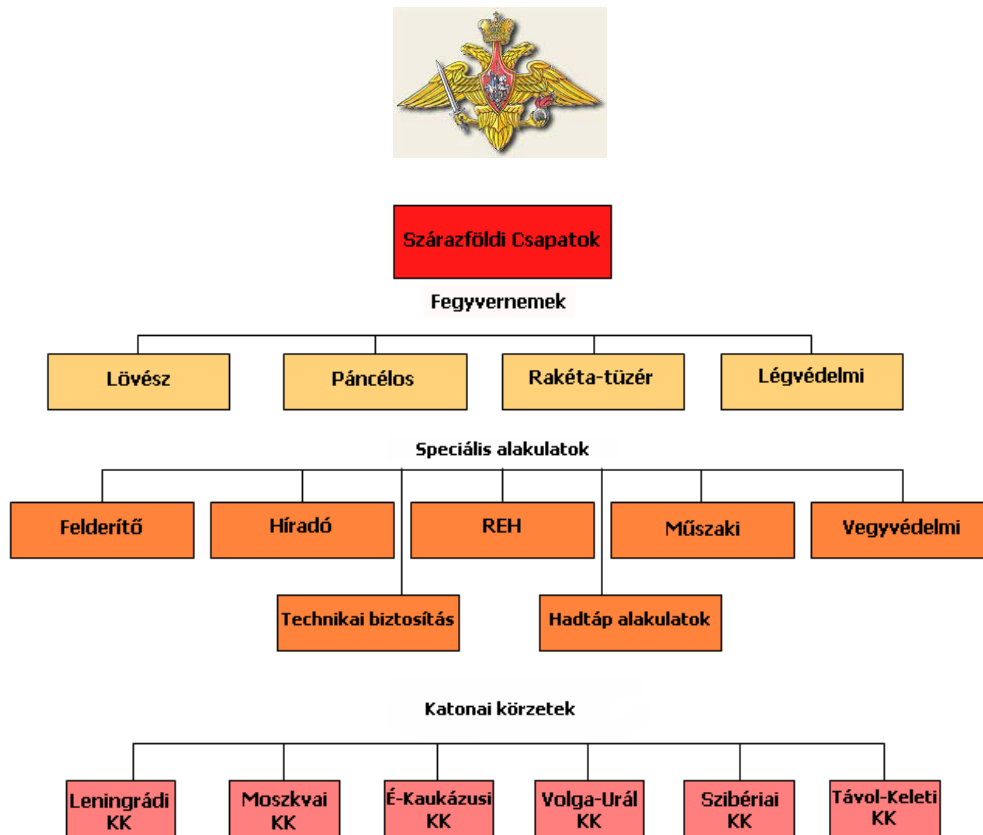 Szárazföldi Csapatok
Fegyvernemek
Lövész
Páncélos
Rakéta-tüzér
Légvédelmi
Speciális alakulatok
Felderítő
Híradó
REH
Műszaki
Vegyvédelmi
Technikai biztosítás
Hadtáp alakulatok
Katonai körzetek
Leningrádi
KK
Moszkvai
KK
É-Kaukázusi
KK
Volga-Urál
KK
Szibériai
KK
Távol-Keleti
KK